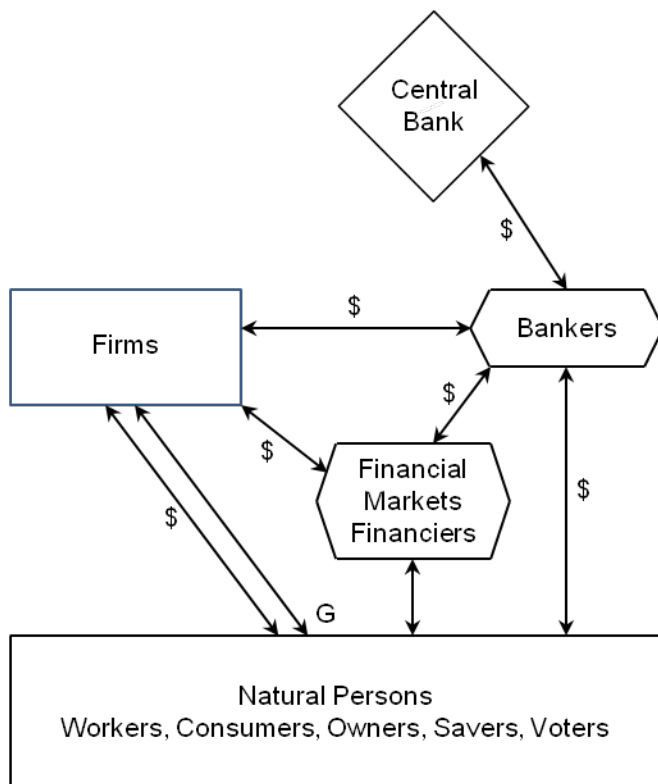 Central
Bank
$
$
Firms
Bankers
$
$
Financial
Markets
Financiers
$
$
G
Natural Persons
Workers, Consumers, Owners, Savers, Voters